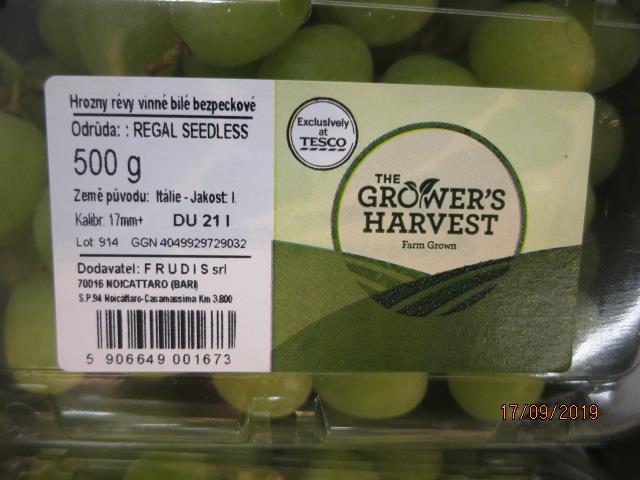 Hrozny révy vinné bílé bezpeckové
Odrůda: : REGAL SEEDLESS
500 g
Země původu: Itálie - Jakost: I.
Kalibr: 17mm+ DU 21 I
Lot 914 GGN 4049929729032
Dodavatel: F R U D I S srl
70016 NOICATTARO (BARI)
S.P.94 Noicattaro-Casamassima Km 3,800
5 906649 001673
Exclusively
at
TESCO
THE
GROWER'S
HARVEST
Farm Grown
17/09/2019